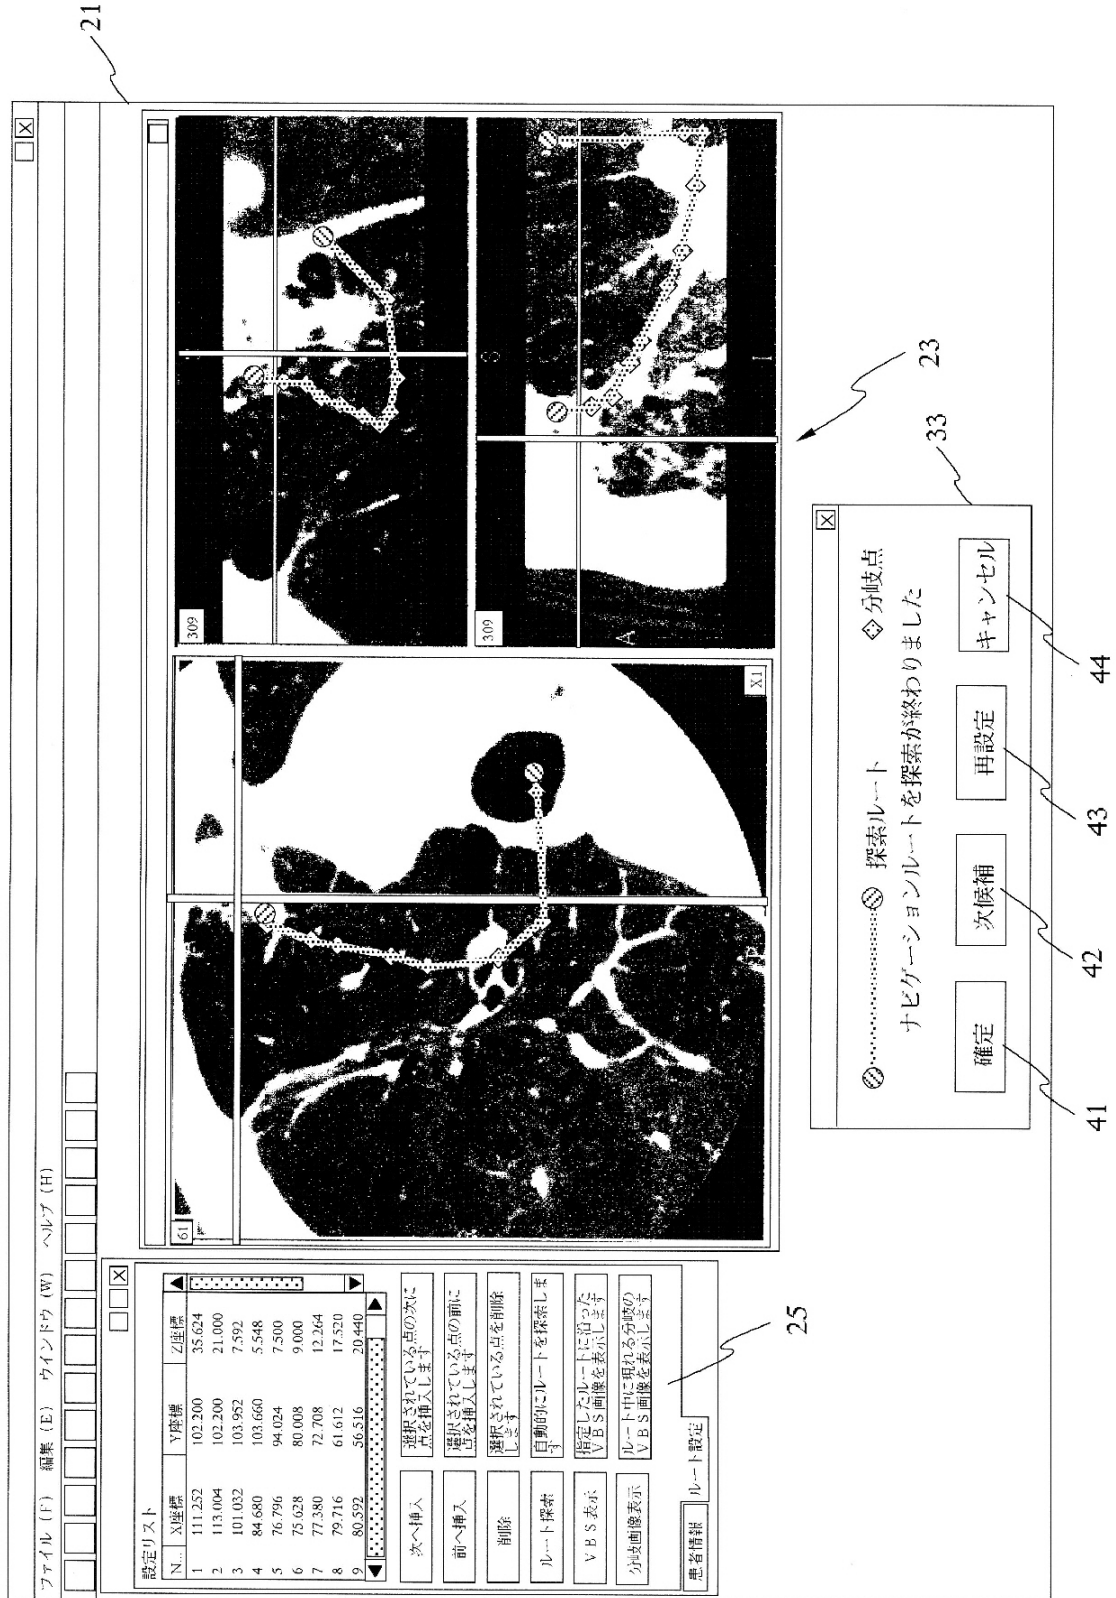 21
ファイル (F) 編集 (E) ウインドウ (W) ヘルプ (H)
X
X
設定リスト
N... X座標 Y座標 Z座標
1 111.252 102.200 35.624
2 113.004 102.200 21.000
3 101.032 103.952 7.592
4 84.680 103.660 5.548
5 76.796 94.024 7.500
6 75.628 80.008 9.000
7 77.380 72.708 12.264
8 79.716 61.612 17.520
9 80.592 56.516 20.440
次へ挿入 選択されている点の次に
点を挿入します
前へ挿入 選択されている点の前に
点を挿入します
削除 選択されている点を削除
します
ルート探索 自動的にルートを探索しま
す
ＶＢＳ表示 指定したルートに沿った
ＶＢＳ画像を表示します
分岐画像表示 ルート中に現れる分岐の
ＶＢＳ画像を表示します
患者情報 ルート設定
25
61
X1
309
309
A
I
23
33
X
探索ルート 分岐点
ナビゲーションルートを探索が終わりました
確定 次候補 再設定 キャンセル
41 42 43 44